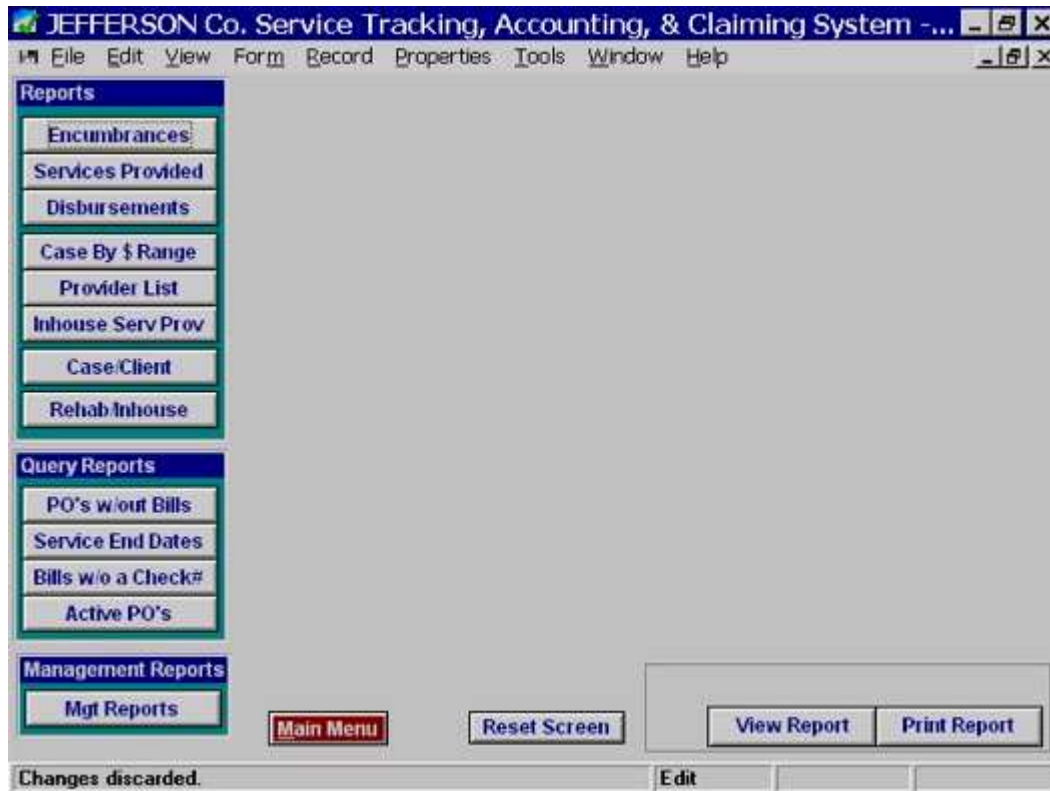 JEFFERSON Co. Service Tracking, Accounting, & Claiming System -...
File Edit View Form Record Properties Tools Window Help
Reports
Encumbrances
Services Provided
Disbursements
Case By $ Range
Provider List
Inhouse Serv Prov
Case/Client
Rehab/Inhouse
Query Reports
PO's w/out Bills
Service End Dates
Bills w/o a Check#
Active PO's
Management Reports
Mgt Reports
Main Menu
Reset Screen
View Report
Print Report
Changes discarded.
Edit